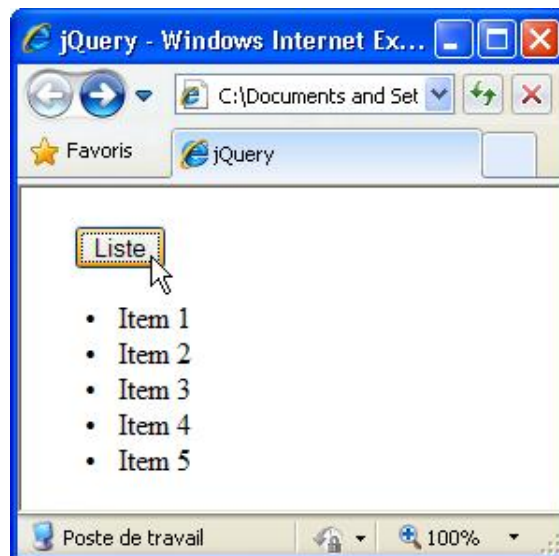 jQuery - Windows Internet Ex...
C:\Documents and Set
Favoris
jQuery
Liste
• Item 1
• Item 2
• Item 3
• Item 4
• Item 5
Poste de travail
100%